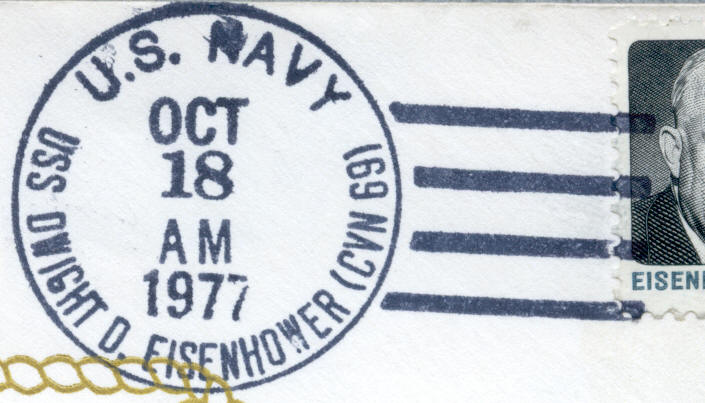 U.S. NAVY
OCT
18
AM
1977
USS DWIGHT D. EISENHOWER (CVN 69)
EISENH